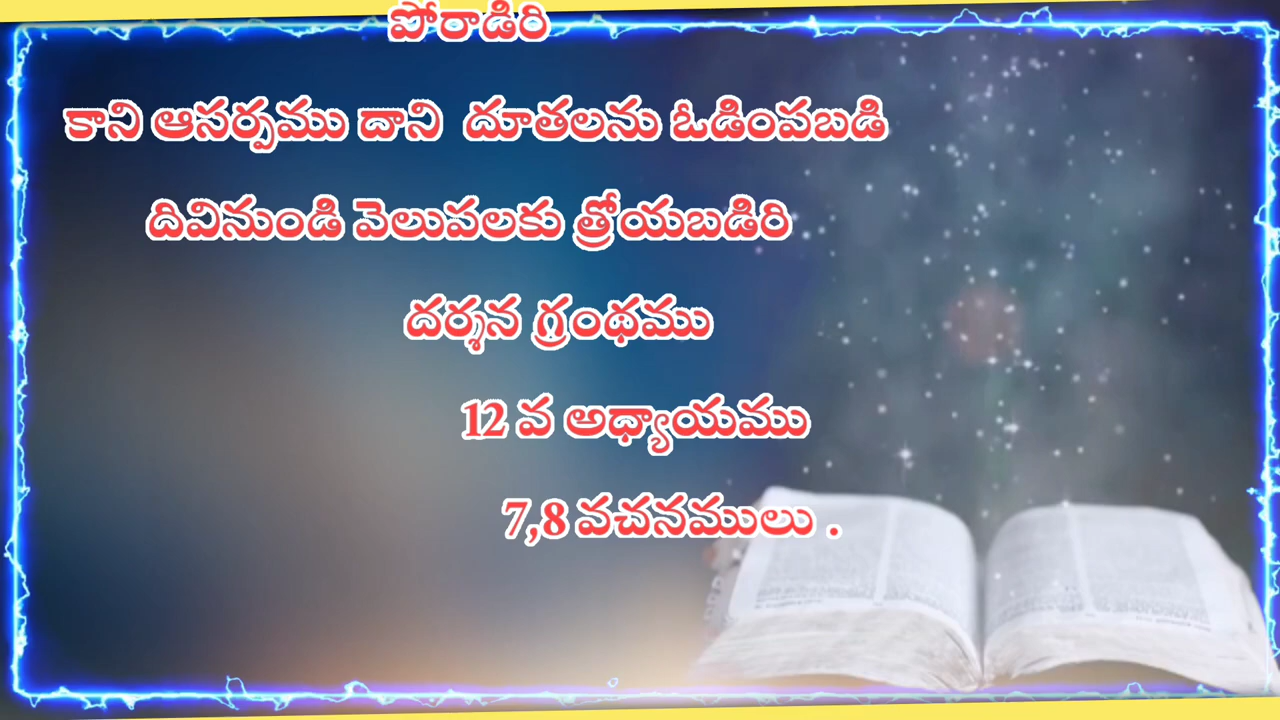 పోరాడిరి
కాని ఆసర్పము దాని దూతలను ఓడింపబడి
దివినుండి వెలుపలకు త్రోయబడిరి
దర్శన గ్రంథము
12 వ అధ్యాయము
7,8 వచనములు .